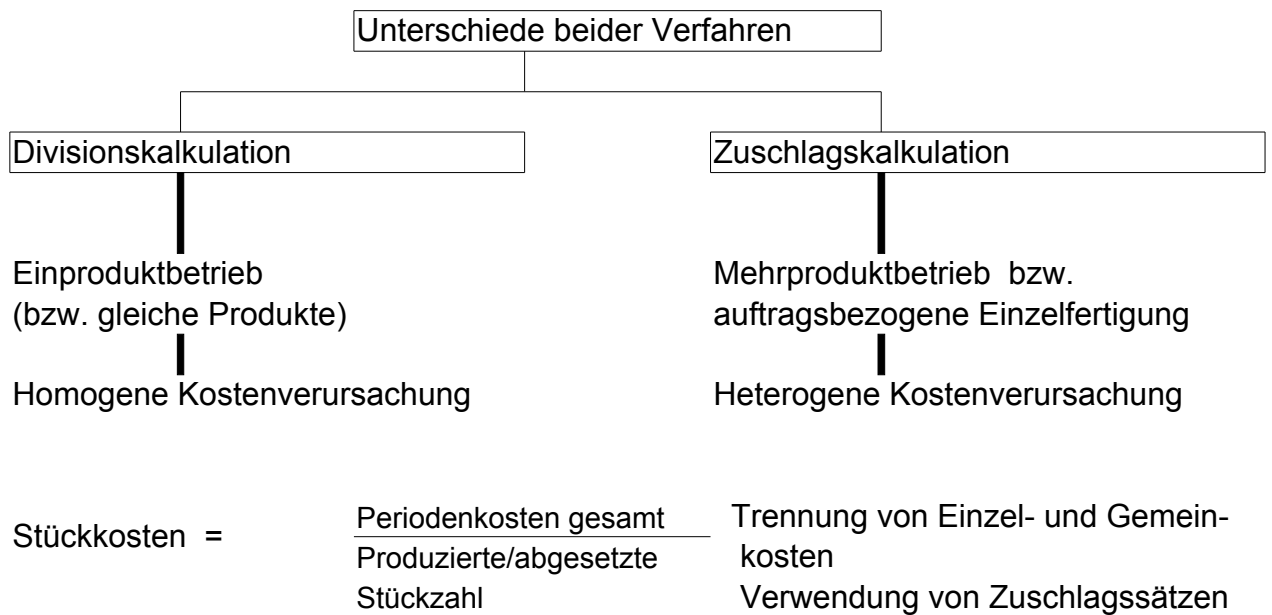 Unterschiede beider Verfahren
Divisionskalkulation
Zuschlagskalkulation
Einproduktbetrieb
(bzw. gleiche Produkte)
Mehrproduktbetrieb bzw.
auftragsbezogene Einzelfertigung
Homogene Kostenverursachung
Heterogene Kostenverursachung
Stückkosten =
Periodenkosten gesamt
Produzierte/abgesetzte
Stückzahl
Trennung von Einzel- und Gemein-
kosten
Verwendung von Zuschlagssätzen